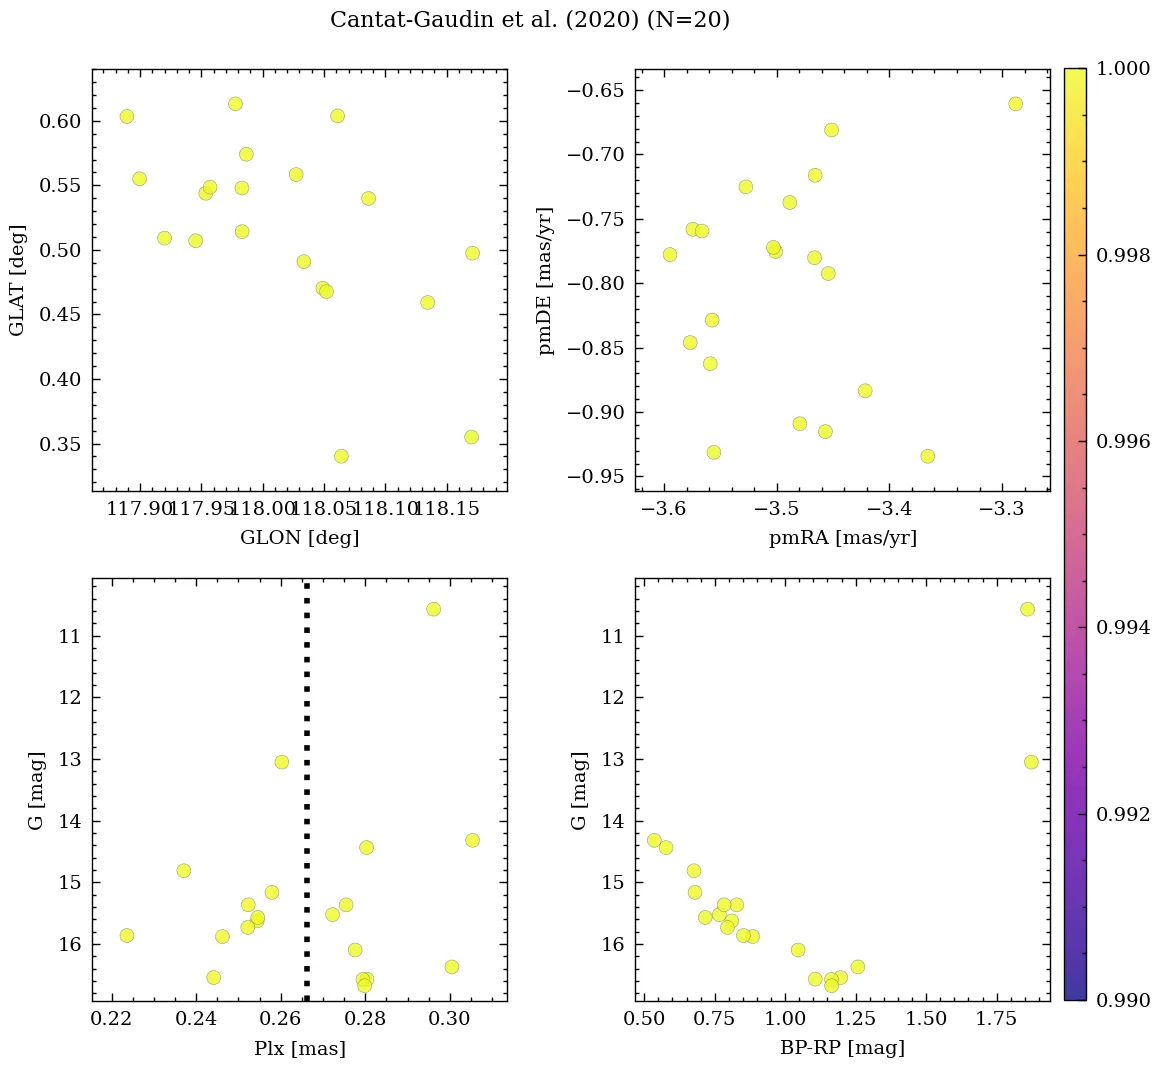 Cantat-Gaudin et al. (2020) (N=20)
0.60
0.55
0.50
0.45
0.40
0.35
GLAT [deg]
117.90 117.95 118.00 118.05 118.10 118.15
GLON [deg]
−0.65
−0.70
−0.75
−0.80
−0.85
−0.90
−0.95
pmDE [mas/yr]
−3.6 −3.5 −3.4 −3.3
pmRA [mas/yr]
11
12
13
14
15
16
G [mag]
0.22 0.24 0.26 0.28 0.30
Plx [mas]
11
12
13
14
15
16
G [mag]
0.50 0.75 1.00 1.25 1.50 1.75
BP-RP [mag]
1.000
0.998
0.996
0.994
0.992
0.990